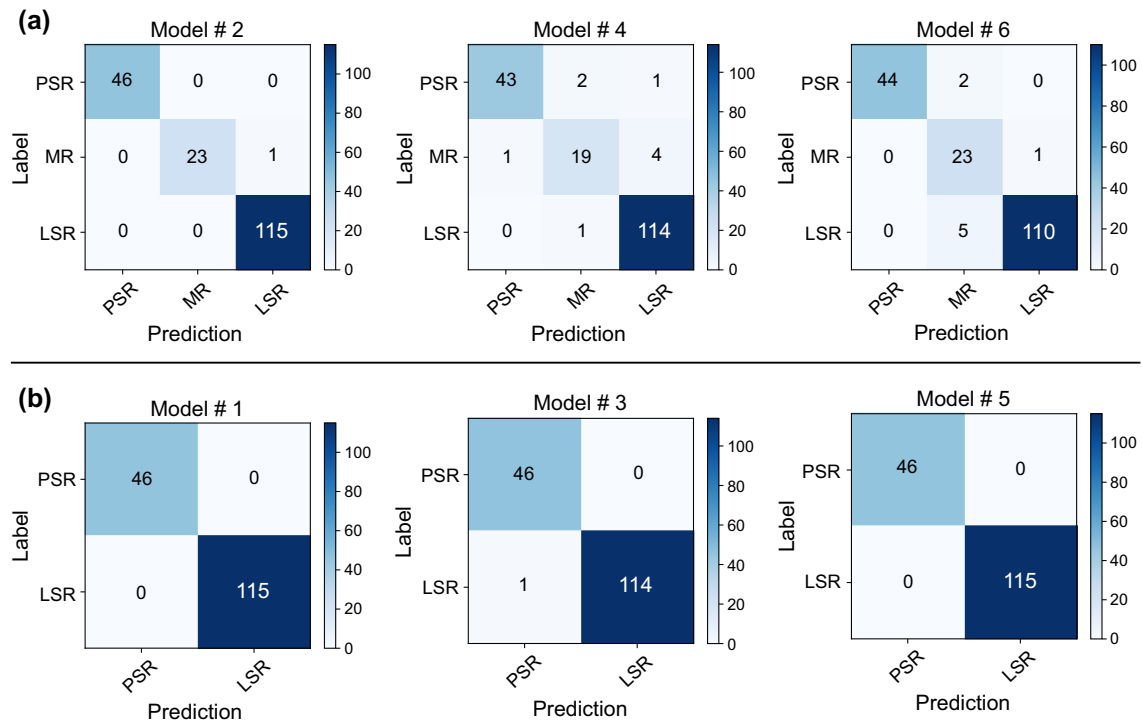 (a)
Model # 2
PSR 46 0 0
MR 0 23 1
LSR 0 0 115
Label
PSR MR LSR
Prediction
100
80
60
40
20
0
Model # 4
PSR 43 2 1
MR 1 19 4
LSR 0 1 114
Label
PSR MR LSR
Prediction
100
80
60
40
20
0
Model # 6
PSR 44 2 0
MR 0 23 1
LSR 0 5 110
Label
PSR MR LSR
Prediction
100
80
60
40
20
0
(b)
Model # 1
PSR 46 0
LSR 0 115
Label
PSR LSR
Prediction
100
80
60
40
20
0
Model # 3
PSR 46 0
LSR 1 114
Label
PSR LSR
Prediction
100
80
60
40
20
0
Model # 5
PSR 46 0
LSR 0 115
Label
PSR LSR
Prediction
100
80
60
40
20
0